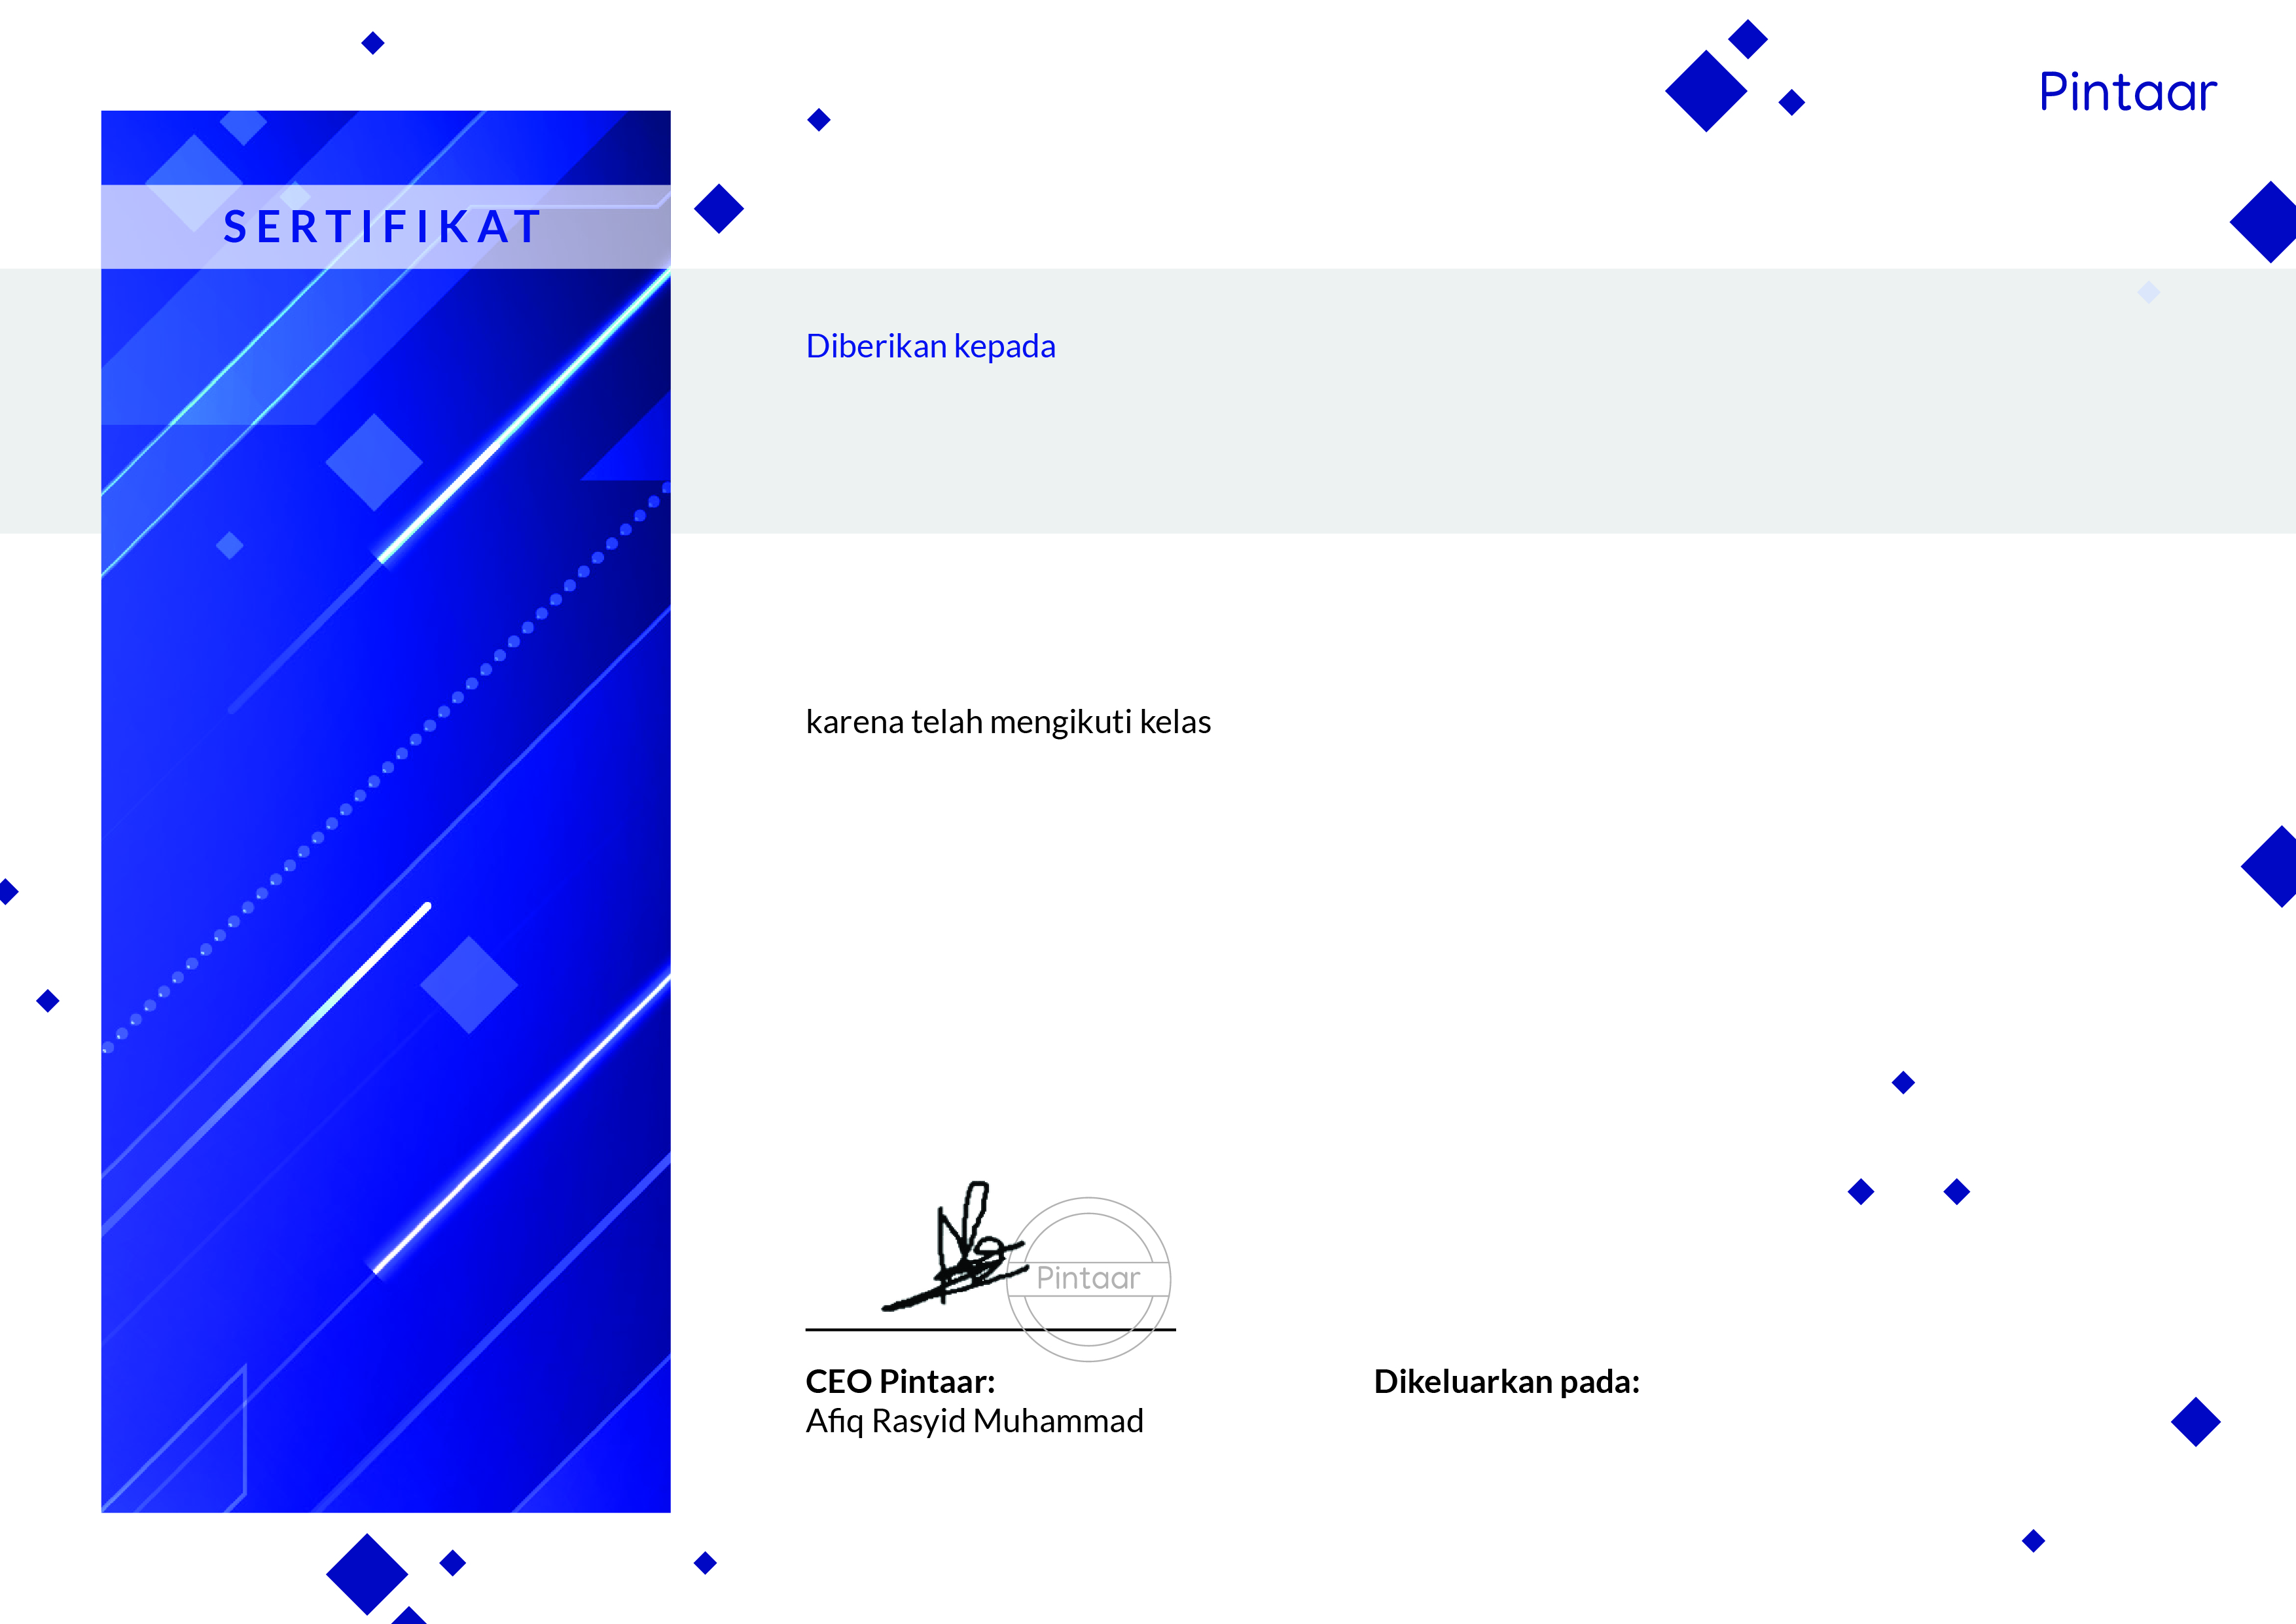 Pintaar
SERTIFIKAT
Diberikan kepada
karena telah mengikuti kelas
Pintaar
CEO Pintaar:
Afiq Rasyid Muhammad
Dikeluarkan pada: